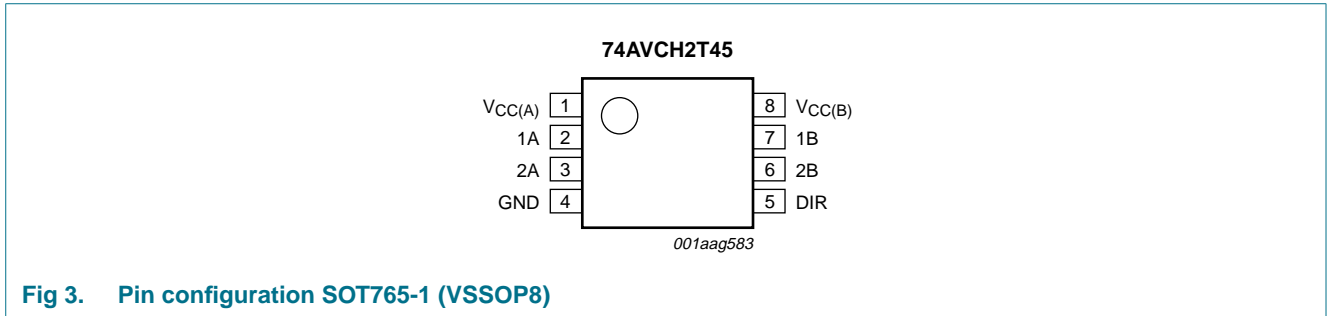 74AVCH2T45
VCC(A) 1 8 VCC(B)
1A 2 7 1B
2A 3 6 2B
GND 4 5 DIR
001aag583
Fig 3. Pin configuration SOT765-1 (VSSOP8)